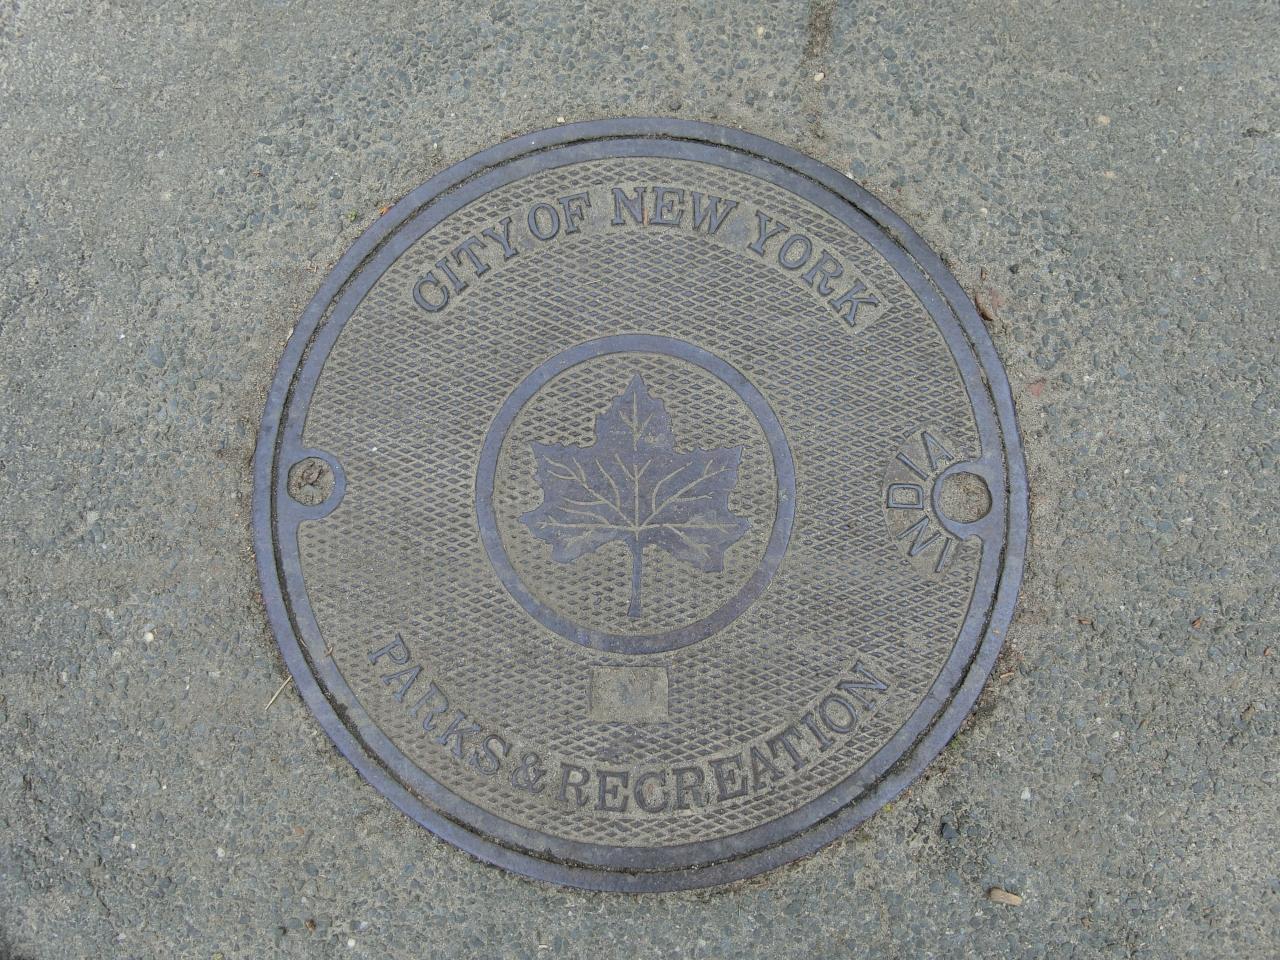 CITY OF NEW YORK
INDIA
PARKS & RECREATION